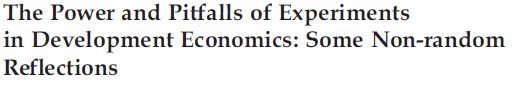 The Power and Pitfalls of Experiments
in Development Economics: Some Non-random
Reflections